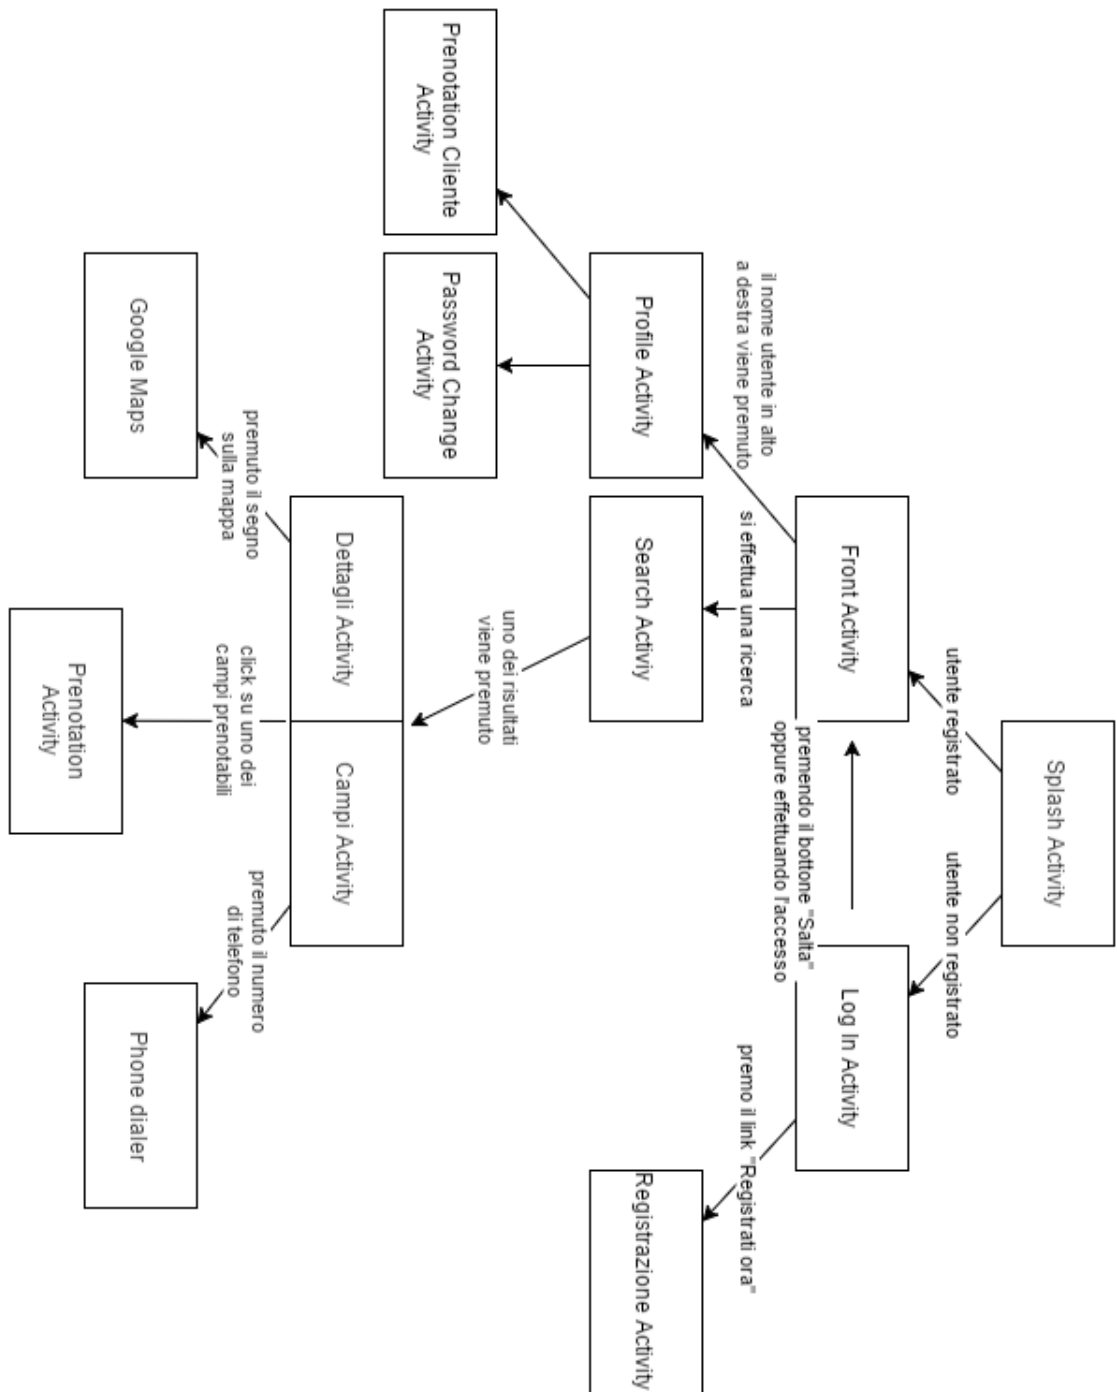 Splash Activity
utente registrato
utente non registrato
Front Activity
Log In Activity
premendo il bottone "Salta"
oppure effettuando l'accesso
il nome utente in alto
a destra viene premuto
si effettua una ricerca
premo il link "Registrati ora"
Profile Activity
Search Activiy
Registrazione Activity
uno dei risultati
viene premuto
Prenotation Cliente
Activity
Password Change
Activity
Dettagli Activity
Campi Activity
premuto il segno
sulla mappa
click su uno dei
campi prenotabili
premuto il numero
di telefono
Google Maps
Prenotation
Activity
Phone dialer